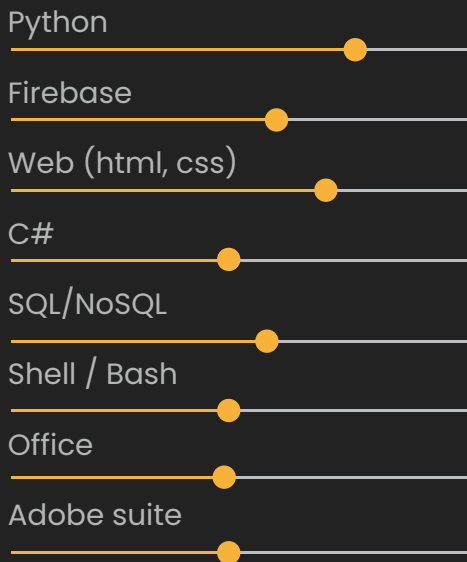 Python
Firebase
Web (html, css)
C#
SQL/NoSQL
Shell / Bash
Office
Adobe suite